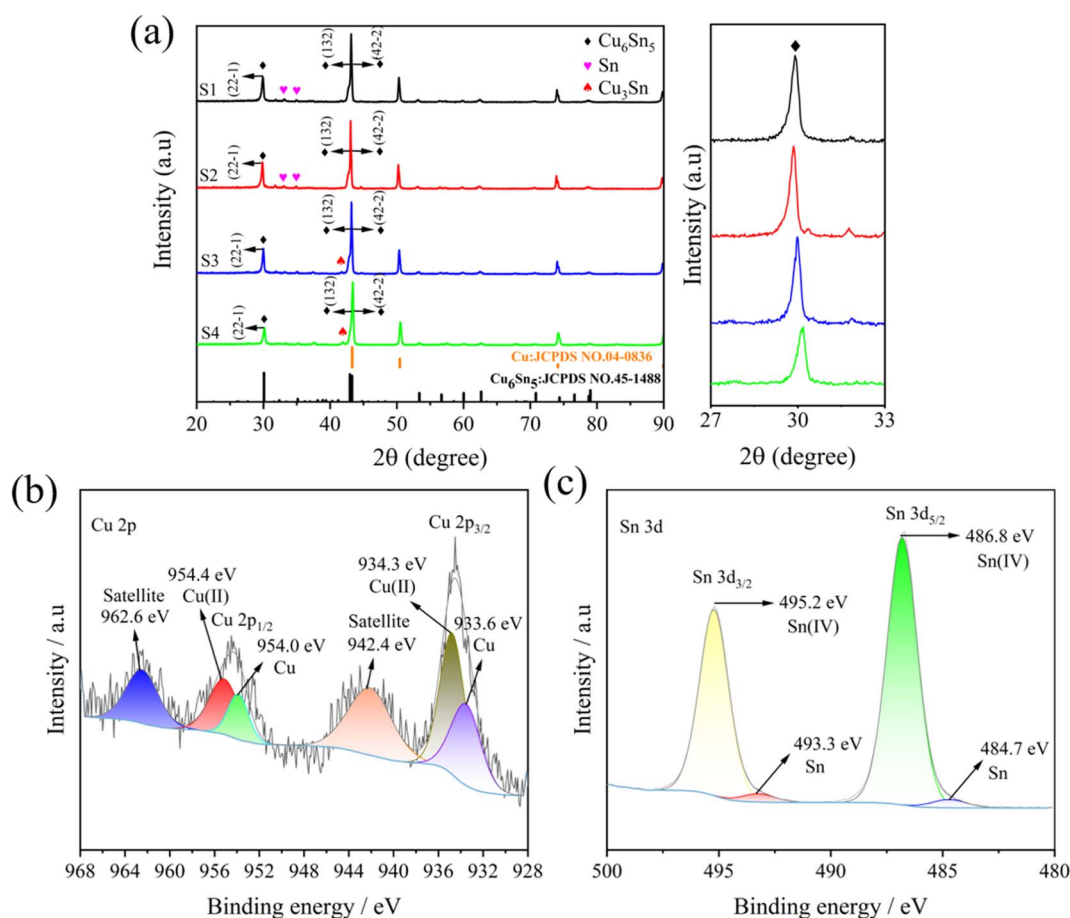 (a)
(22-1)
(132)
(42-2)
Cu₆Sn₅
Sn
Cu₃Sn
S1
(22-1)
(132)
(42-2)
S2
(22-1)
(132)
(42-2)
S3
(22-1)
(132)
(42-2)
S4
Cu:JCPDS NO.04-0836
Cu₆Sn₅:JCPDS NO.45-1488
Intensity (a.u)
20 30 40 50 60 70 80 90
2θ (degree)
Intensity (a.u)
27 30 33
2θ (degree)
(b)
Cu 2p
Satellite
962.6 eV
954.4 eV
Cu(II)
Cu 2p₁/₂
954.0 eV
Cu
Satellite
942.4 eV
934.3 eV
Cu(II)
Cu 2p₃/₂
933.6 eV
Cu
Intensity / a.u
968 964 960 956 952 948 944 940 936 932 928
Binding energy / eV
(c)
Sn 3d
Sn 3d₃/₂
495.2 eV
Sn(IV)
493.3 eV
Sn
Sn 3d₅/₂
486.8 eV
Sn(IV)
484.7 eV
Sn
Intensity / a.u
500 495 490 485 480
Binding energy / eV